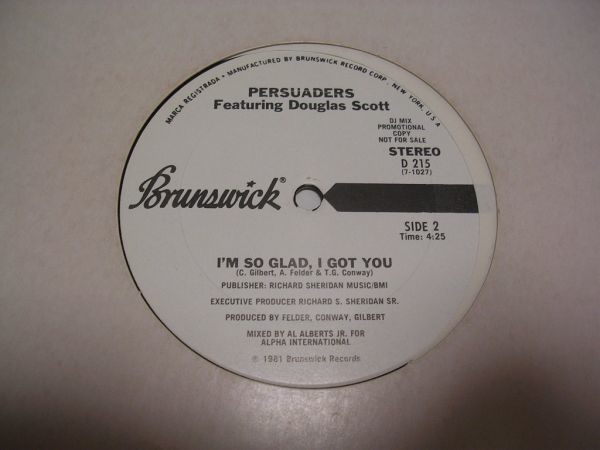 MARCA REGISTRADA • MANUFACTURED BY BRUNSWICK RECORD CORP., NEW YORK, U S A
PERSUADERS
Featuring Douglas Scott
DJ MIX
PROMOTIONAL
COPY
NOT FOR SALE
STEREO
D 215
(7-1027)
Brunswick®
SIDE 2
Time: 4:25
I'M SO GLAD, I GOT YOU
(C. Gilbert, A. Felder & T.G. Conway)
PUBLISHER: RICHARD SHERIDAN MUSIC/BMI
EXECUTIVE PRODUCER RICHARD S. SHERIDAN SR.
PRODUCED BY FELDER, CONWAY, GILBERT
MIXED BY AL ALBERTS JR. FOR
ALPHA INTERNATIONAL
℗ 1981 Brunswick Records